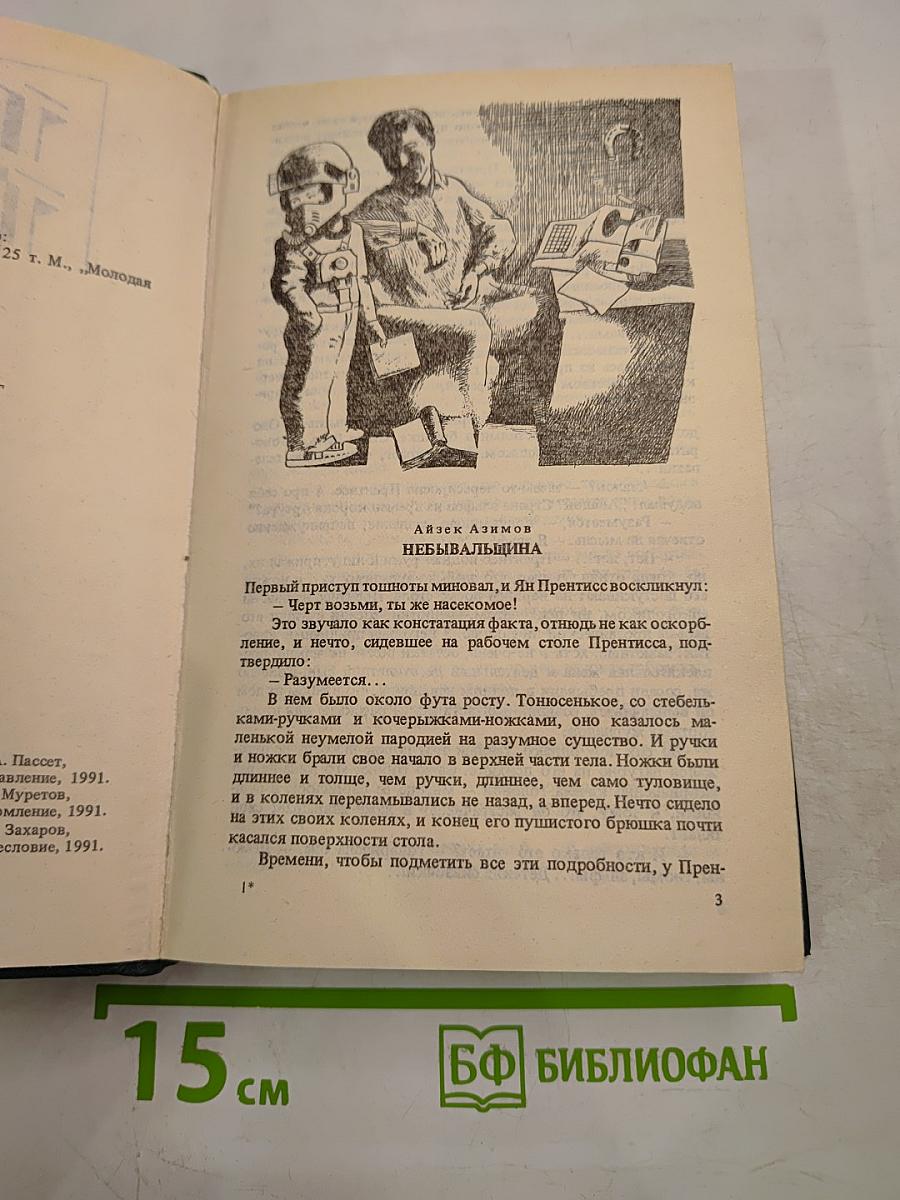 25 т. М., „Молодая
А. Пассет,
авление, 1991.
Муретов,
рмление, 1991.
Захаров,
есловие, 1991.
Айзек Азимов
НЕБЫВАЛЬЩИНА
Первый приступ тошноты миновал, и Ян Прентисс воскликнул:
– Черт возьми, ты же насекомое!
Это звучало как констатация факта, отнюдь не как оскорб-
ление, и нечто, сидевшее на рабочем столе Прентисса, под-
твердило:
– Разумеется...
В нем было около фута росту. Тонюсенькое, со стебель-
ками-ручками и кочерыжками-ножками, оно казалось ма-
ленькой неумелой пародией на разумное существо. И ручки
и ножки брали свое начало в верхней части тела. Ножки были
длиннее и толще, чем ручки, длиннее, чем само туловище,
и в коленях переламывались не назад, а вперед. Нечто сидело
на этих своих коленях, и конец его пушистого брюшка почти
касался поверхности стола.
Времени, чтобы подметить все эти подробности, у Прен-
1*
3
15 см
БФ БИБЛИОФАН